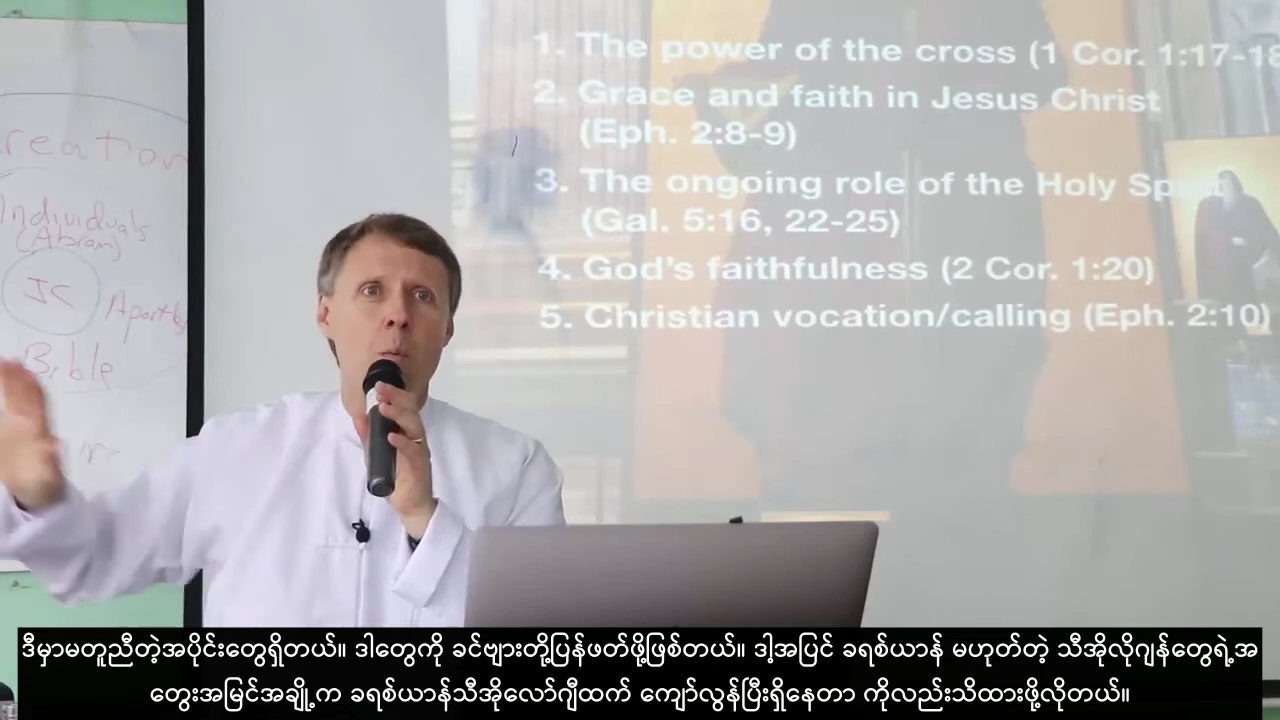 1. The power of the cross (1 Cor. 1:17-18
2. Grace and faith in Jesus Christ
(Eph. 2:8-9)
3. The ongoing role of the Holy Spirit
(Gal. 5:16, 22-25)
4. God's faithfulness (2 Cor. 1:20)
5. Christian vocation/calling (Eph. 2:10)
reation
Individuals
(Abram)
JC
Bible
ဒီမှာမတူညီတဲ့အပိုင်းတွေရှိတယ်။ ဒါတွေကို ခင်ဗျားတို့ပြန်ဖတ်ဖို့ဖြစ်တယ်။ ဒါ့အပြင် ခရစ်ယာန် မဟုတ်တဲ့ သီအိုလိုဂျန်တွေရဲ့အ
တွေးအမြင်အချို့က ခရစ်ယာန်သီအိုလော်ဂျီထက် ကျော်လွန်ပြီးရှိနေတာ ကိုလည်းသိထားဖို့လိုတယ်။